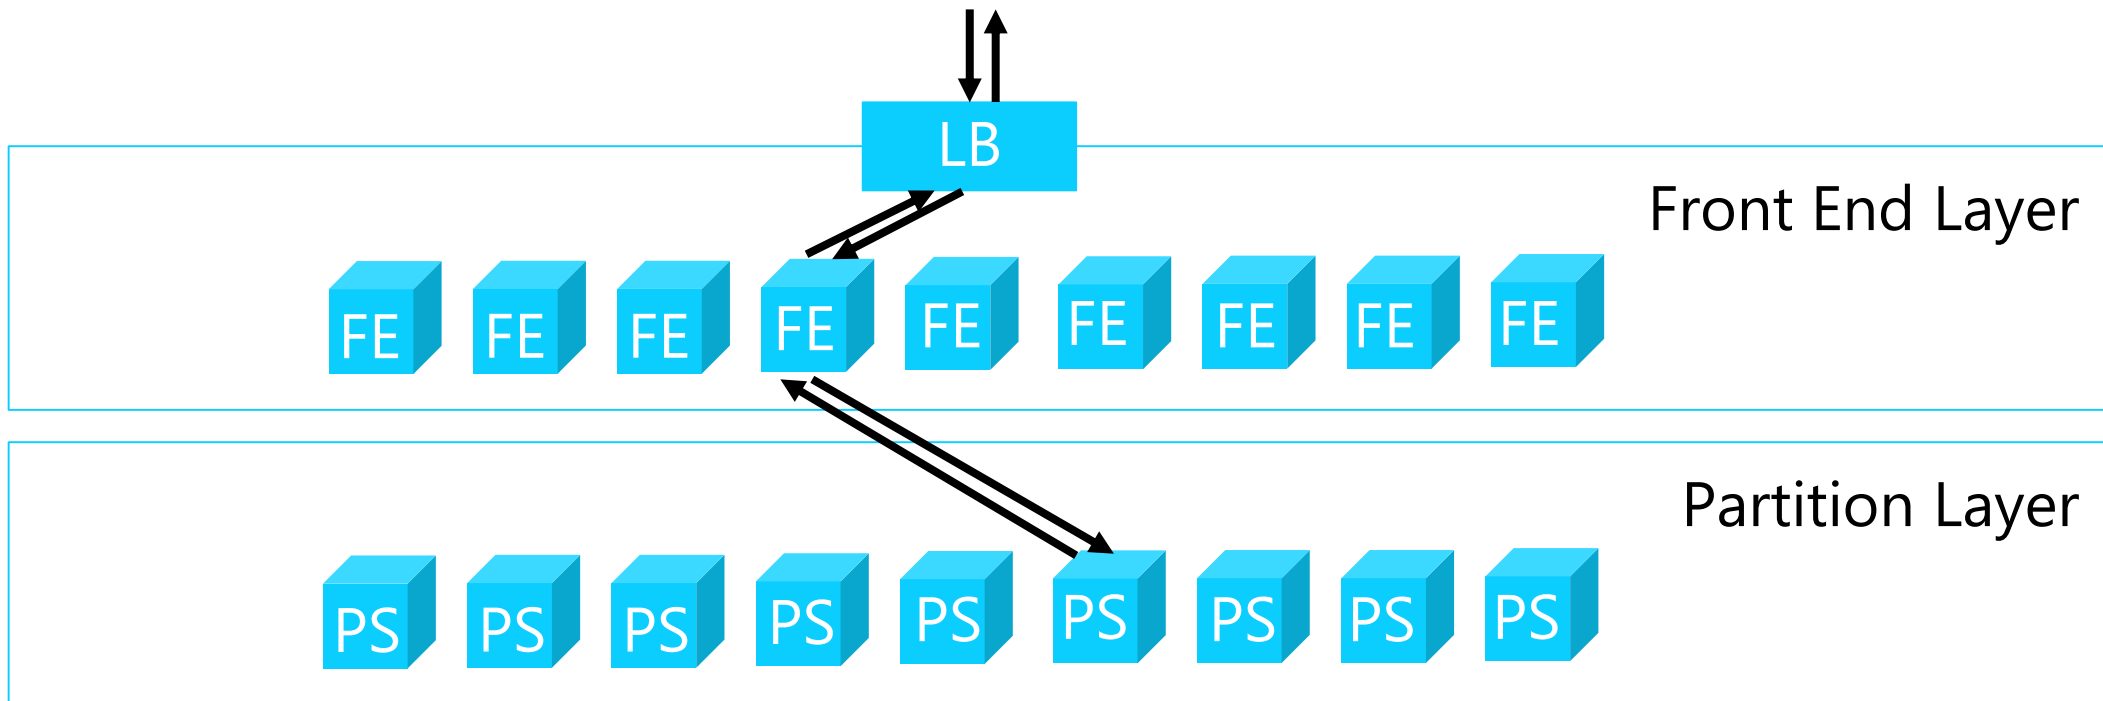 LB
Front End Layer
FE FE FE FE FE FE FE FE FE
Partition Layer
PS PS PS PS PS PS PS PS PS